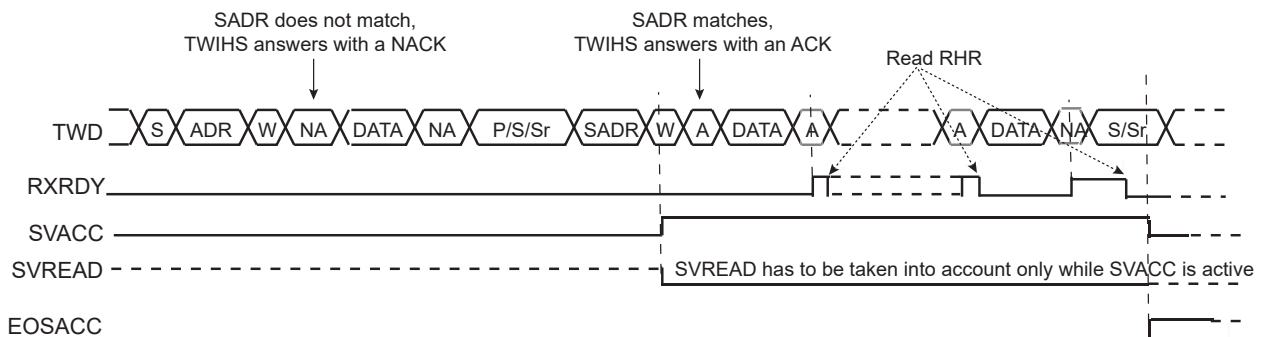 SADR does not match,
TWIHS answers with a NACK
SADR matches,
TWIHS answers with an ACK
Read RHR
TWD S ADR W NA DATA NA P/S/Sr SADR W A DATA A A DATA NA S/Sr
RXRDY
SVACC
SVREAD SVREAD has to be taken into account only while SVACC is active
EOSACC